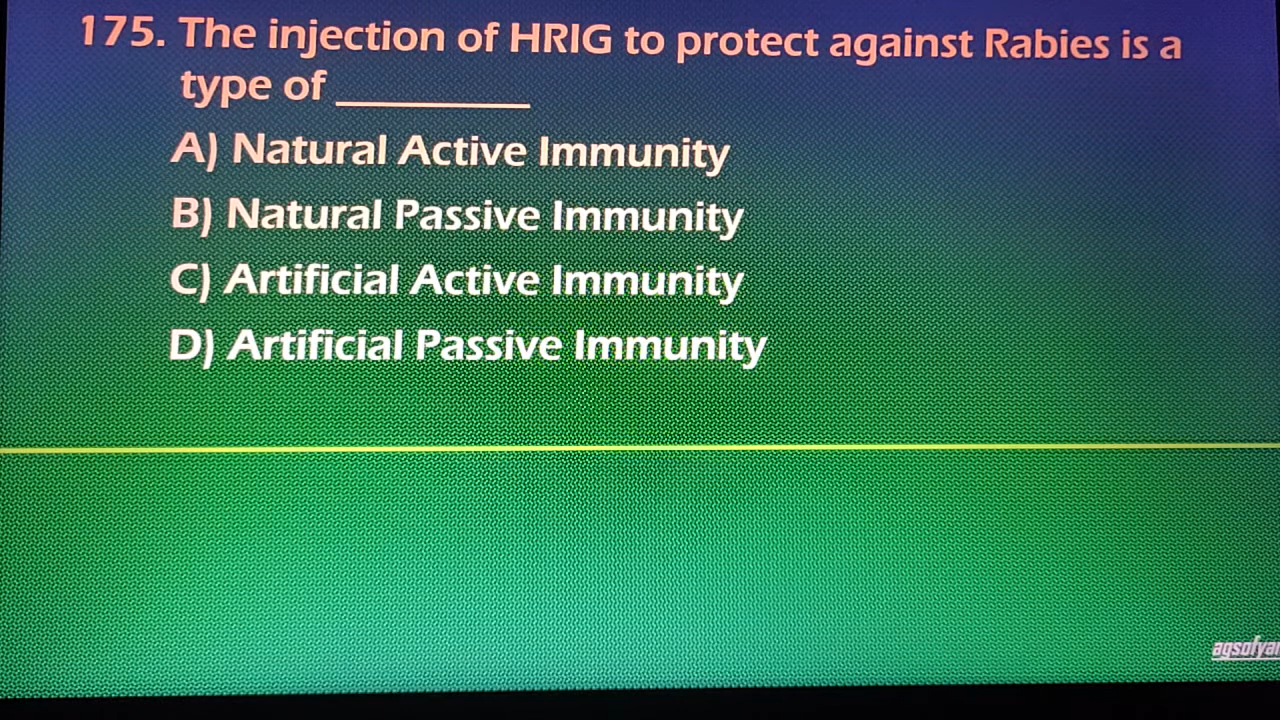 175. The injection of HRIG to protect against Rabies is a
type of __________
A) Natural Active Immunity
B) Natural Passive Immunity
C) Artificial Active Immunity
D) Artificial Passive Immunity